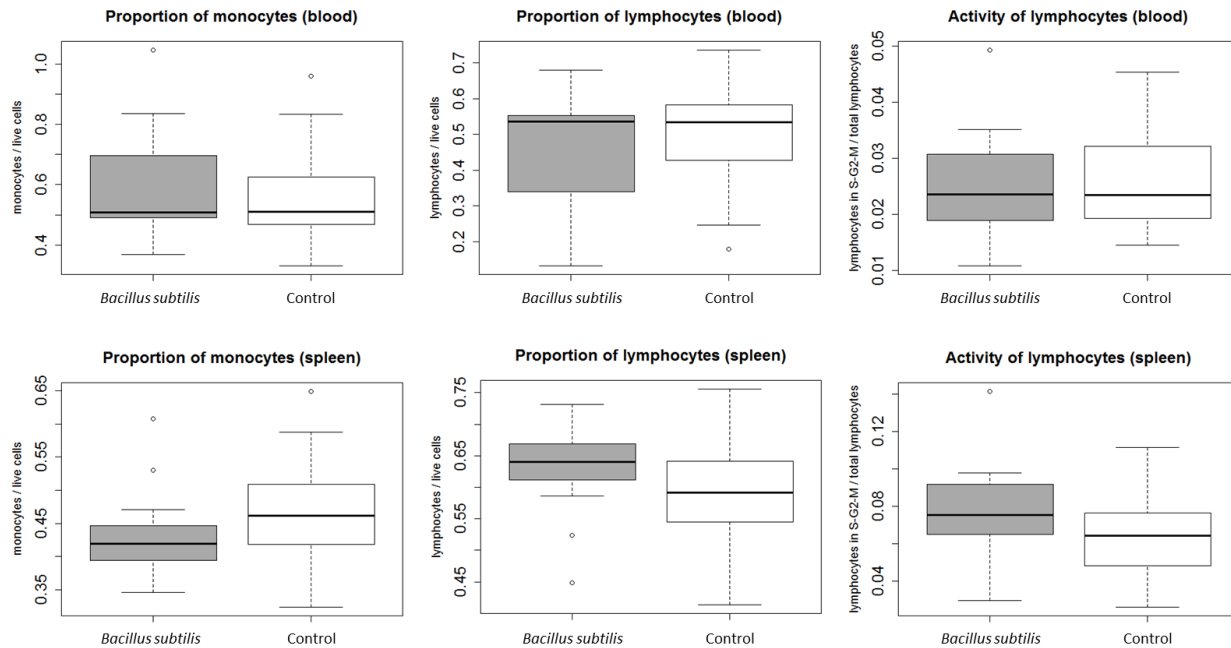 Proportion of monocytes (blood)
monocytes / live cells
1.0
0.8
0.6
0.4
Bacillus subtilis
Control
Proportion of lymphocytes (blood)
lymphocytes / live cells
0.7
0.6
0.5
0.4
0.3
0.2
Bacillus subtilis
Control
Activity of lymphocytes (blood)
lymphocytes in S-G2-M / total lymphocytes
0.05
0.04
0.03
0.02
0.01
Bacillus subtilis
Control
Proportion of monocytes (spleen)
monocytes / live cells
0.65
0.55
0.45
0.35
Bacillus subtilis
Control
Proportion of lymphocytes (spleen)
lymphocytes / live cells
0.75
0.65
0.55
0.45
Bacillus subtilis
Control
Activity of lymphocytes (spleen)
lymphocytes in S-G2-M / total lymphocytes
0.12
0.08
0.04
Bacillus subtilis
Control